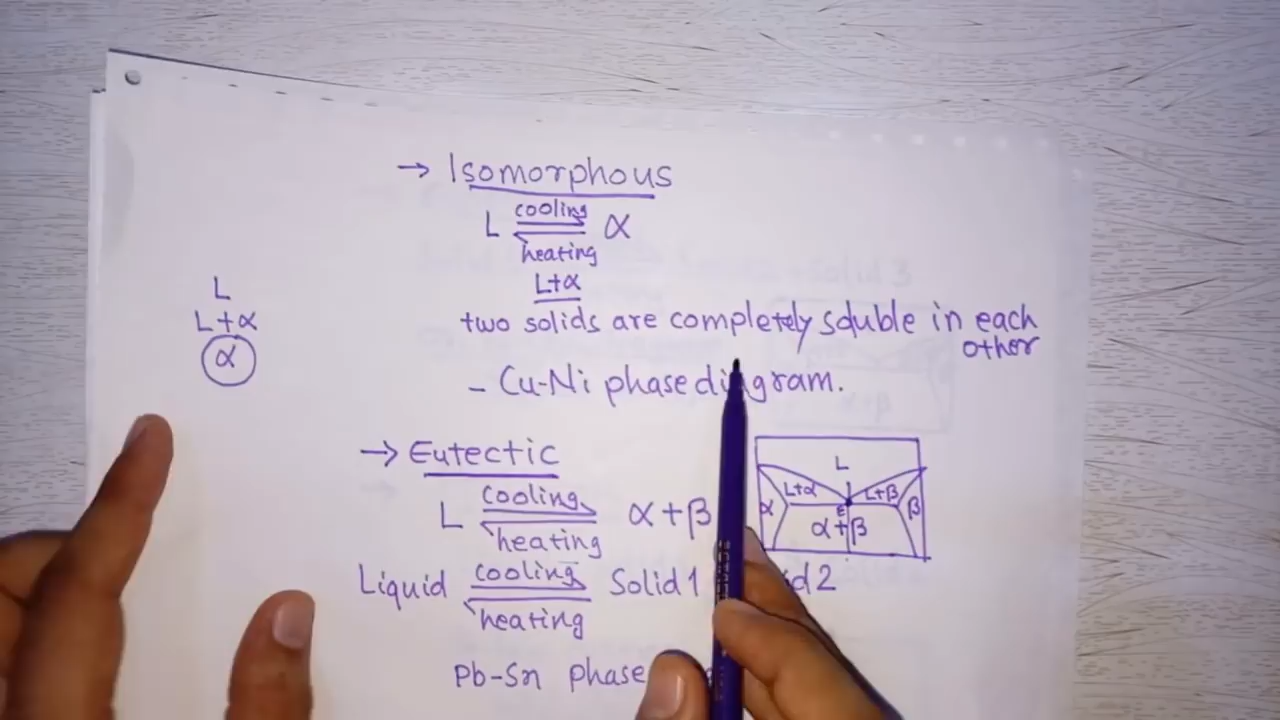 → Isomorphous
L cooling ⇌ heating α
L+α
L
L+α
α
two solids are completely soluble in each other
- Cu-Ni phase diagram.
→ Eutectic
L cooling ⇌ heating α+β
L
L+α L+β
α E β
α+β
Liquid cooling ⇌ heating Solid 1
Pb-Sn phase